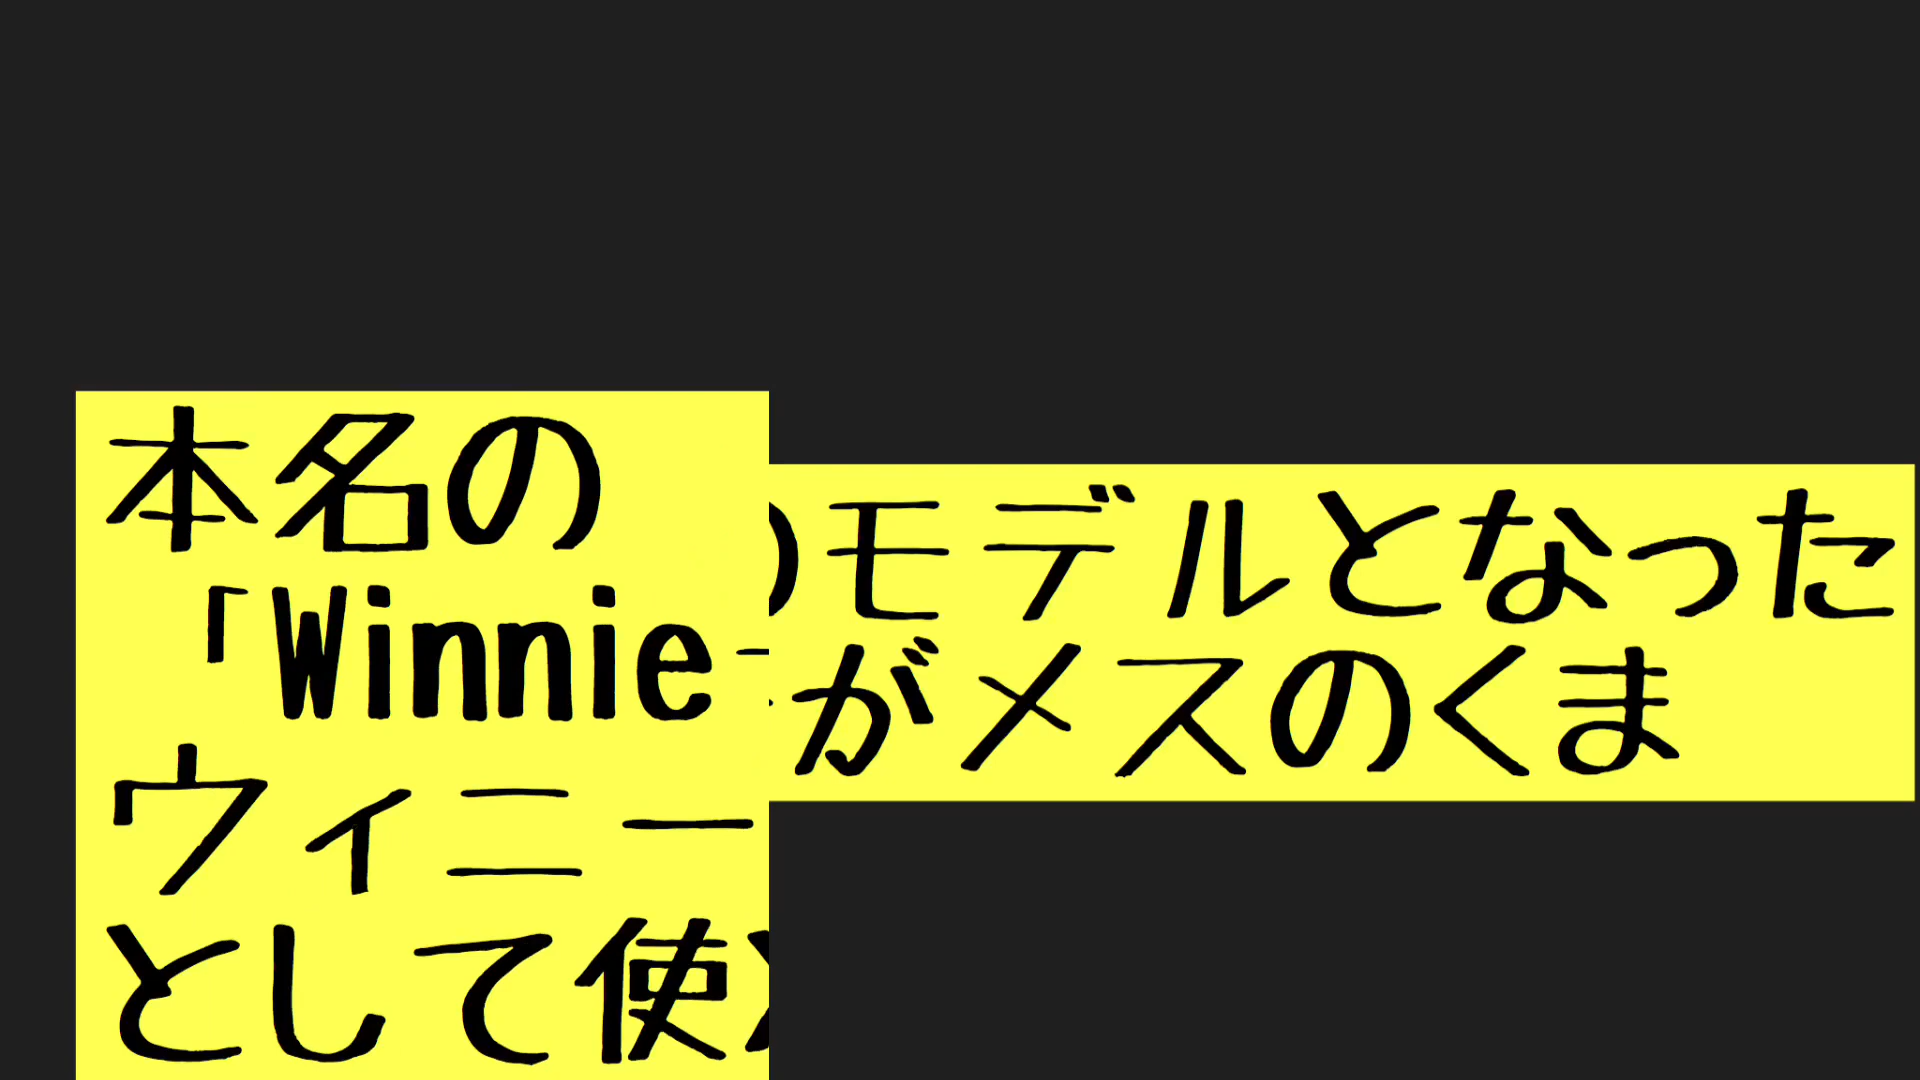 本名の
「Winnie
ウィニー
として使
モデルとなった
がメスのくま